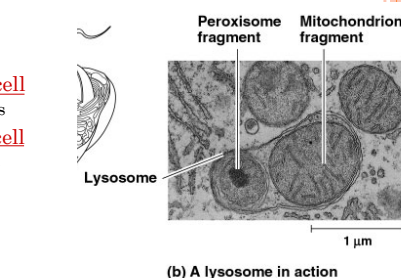 Peroxisome Mitochondrion
fragment fragment
cell
s
cell
Lysosome
1 µm
(b) A lysosome in action